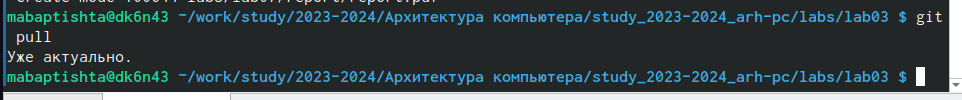 mabaptishta@dk6n43 ~/work/study/2023-2024/Архитектура компьютера/study_2023-2024_arh-pc/labs/lab03 $ git
pull
Уже актуально.
mabaptishta@dk6n43 ~/work/study/2023-2024/Архитектура компьютера/study_2023-2024_arh-pc/labs/lab03 $